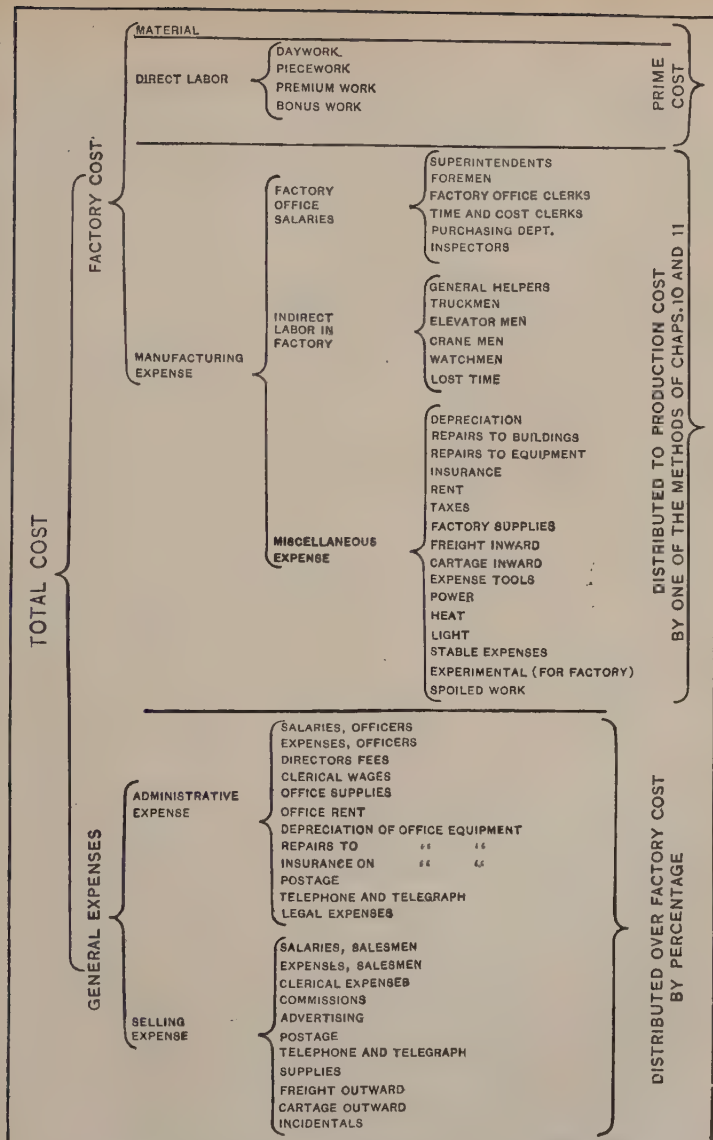 TOTAL COST
FACTORY COST
MATERIAL
DIRECT LABOR
DAYWORK
PIECEWORK
PREMIUM WORK
BONUS WORK
PRIME
COST
MANUFACTURING
EXPENSE
FACTORY
OFFICE
SALARIES
SUPERINTENDENTS
FOREMEN
FACTORY OFFICE CLERKS
TIME AND COST CLERKS
PURCHASING DEPT.
INSPECTORS
INDIRECT
LABOR IN
FACTORY
GENERAL HELPERS
TRUCKMEN
ELEVATOR MEN
CRANE MEN
WATCHMEN
LOST TIME
MISCELLANEOUS
EXPENSE
DEPRECIATION
REPAIRS TO BUILDINGS
REPAIRS TO EQUIPMENT
INSURANCE
RENT
TAXES
FACTORY SUPPLIES
FREIGHT INWARD
CARTAGE INWARD
EXPENSE TOOLS
POWER
HEAT
LIGHT
STABLE EXPENSES
EXPERIMENTAL (FOR FACTORY)
SPOILED WORK
DISTRIBUTED TO PRODUCTION COST
BY ONE OF THE METHODS OF CHAPS. 10 AND 11
GENERAL EXPENSES
ADMINISTRATIVE
EXPENSE
SALARIES, OFFICERS
EXPENSES, OFFICERS
DIRECTORS FEES
CLERICAL WAGES
OFFICE SUPPLIES
OFFICE RENT
DEPRECIATION OF OFFICE EQUIPMENT
REPAIRS TO " "
INSURANCE ON " "
POSTAGE
TELEPHONE AND TELEGRAPH
LEGAL EXPENSES
SELLING
EXPENSE
SALARIES, SALESMEN
EXPENSES, SALESMEN
CLERICAL EXPENSES
COMMISSIONS
ADVERTISING
POSTAGE
TELEPHONE AND TELEGRAPH
SUPPLIES
FREIGHT OUTWARD
CARTAGE OUTWARD
INCIDENTALS
DISTRIBUTED OVER FACTORY COST
BY PERCENTAGE